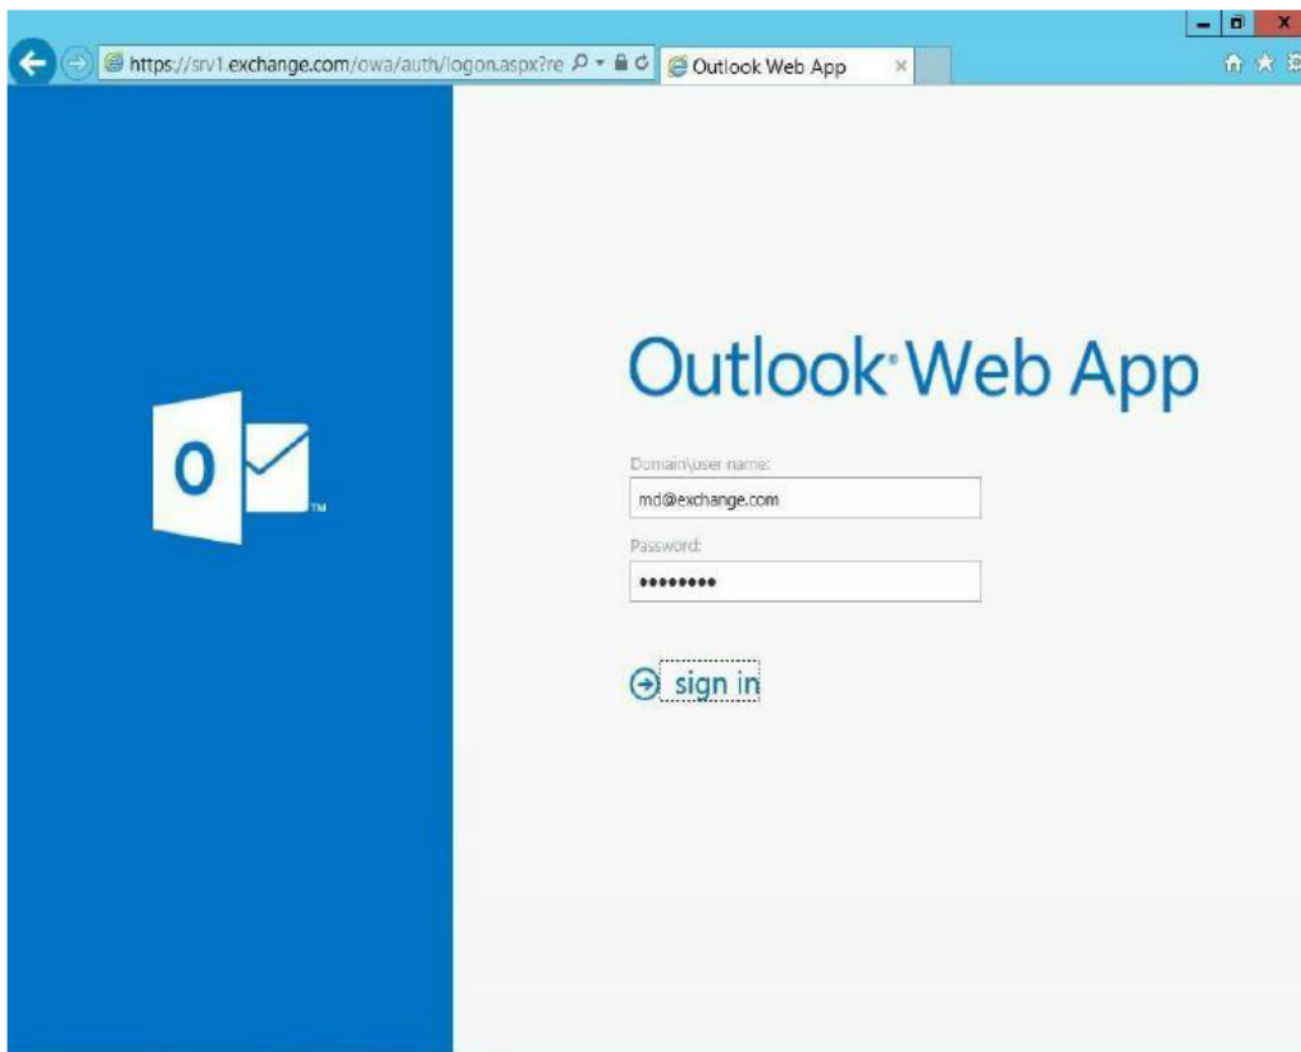 https://srv1.exchange.com/owa/auth/logon.aspx?re
Outlook Web App
Outlook® Web App
O
TM
Domain\user name:
md@exchange.com
Password:
••••••••
sign in